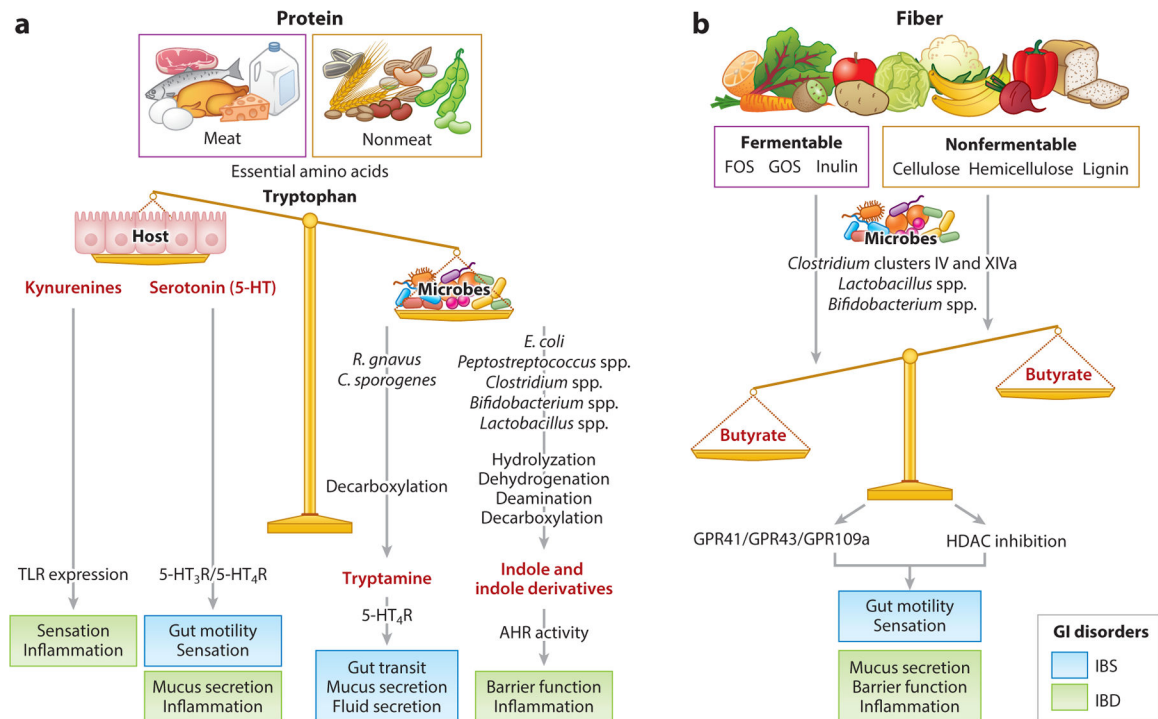 a
Protein
Meat
Nonmeat
Essential amino acids
Tryptophan
Host
Microbes
Kynurenines
Serotonin (5-HT)
R. gnavus
C. sporogenes
E. coli
Peptostreptococcus spp.
Clostridium spp.
Bifidobacterium spp.
Lactobacillus spp.
Decarboxylation
Hydrolyzation
Dehydrogenation
Deamination
Decarboxylation
TLR expression
5-HT₃R/5-HT₄R
Tryptamine
Indole and
indole derivatives
5-HT₄R
AHR activity
Sensation
Inflammation
Gut motility
Sensation
Mucus secretion
Inflammation
Gut transit
Mucus secretion
Fluid secretion
Barrier function
Inflammation
b
Fiber
Fermentable
FOS GOS Inulin
Nonfermentable
Cellulose Hemicellulose Lignin
Microbes
Clostridium clusters IV and XIVa
Lactobacillus spp.
Bifidobacterium spp.
Butyrate
Butyrate
GPR41/GPR43/GPR109a
HDAC inhibition
Gut motility
Sensation
Mucus secretion
Barrier function
Inflammation
GI disorders
IBS
IBD